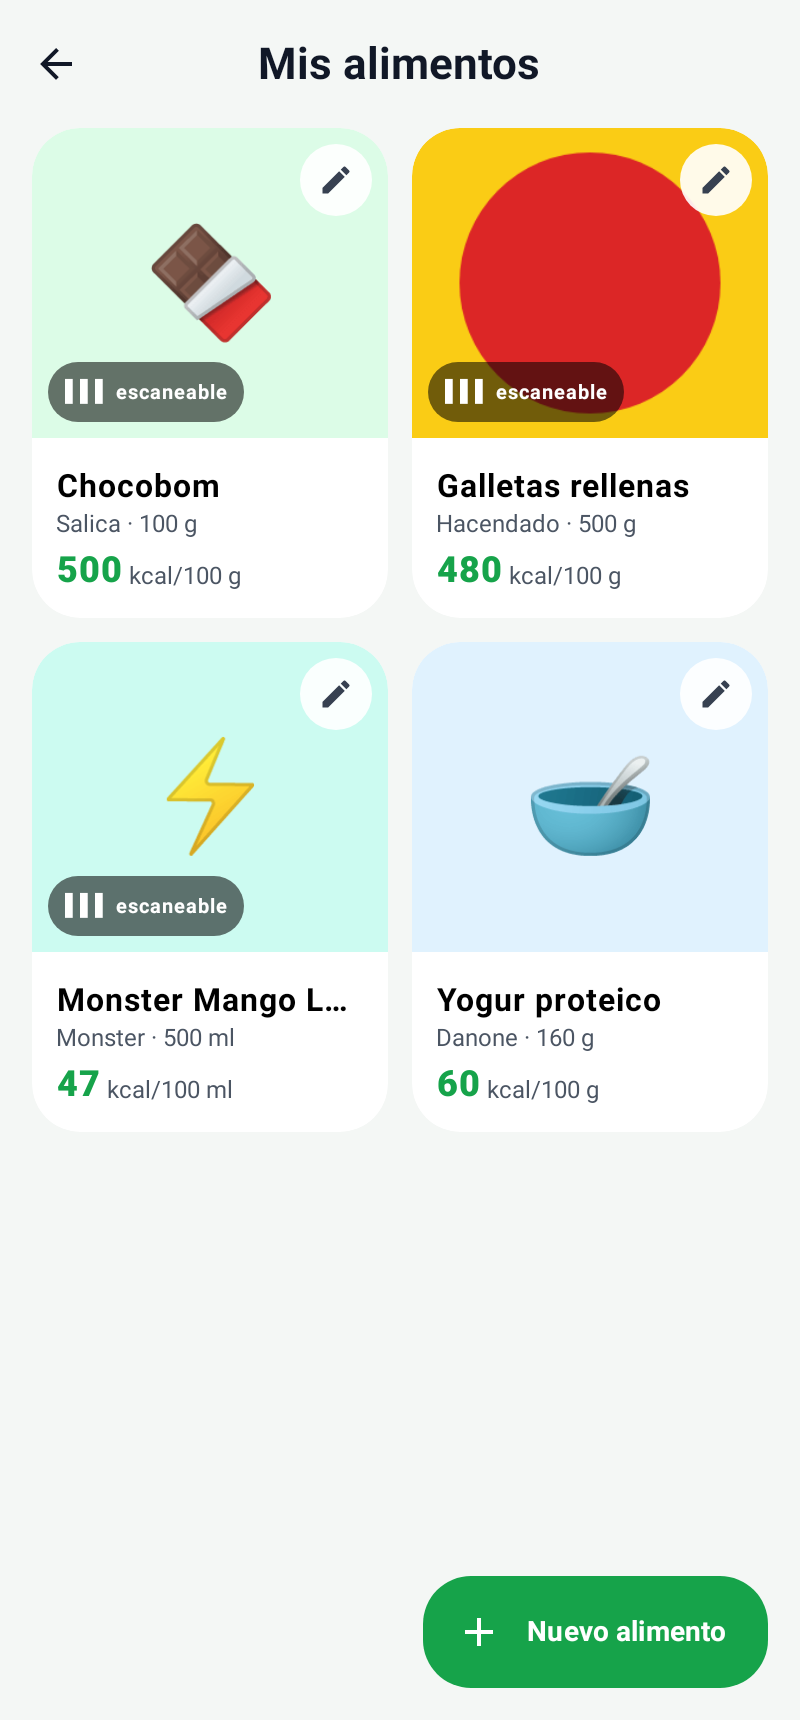 Mis alimentos
escaneable
Chocobom
Salica · 100 g
500 kcal/100 g
escaneable
Galletas rellenas
Hacendado · 500 g
480 kcal/100 g
escaneable
Monster Mango L...
Monster · 500 ml
47 kcal/100 ml
Yogur proteico
Danone · 160 g
60 kcal/100 g
Nuevo alimento